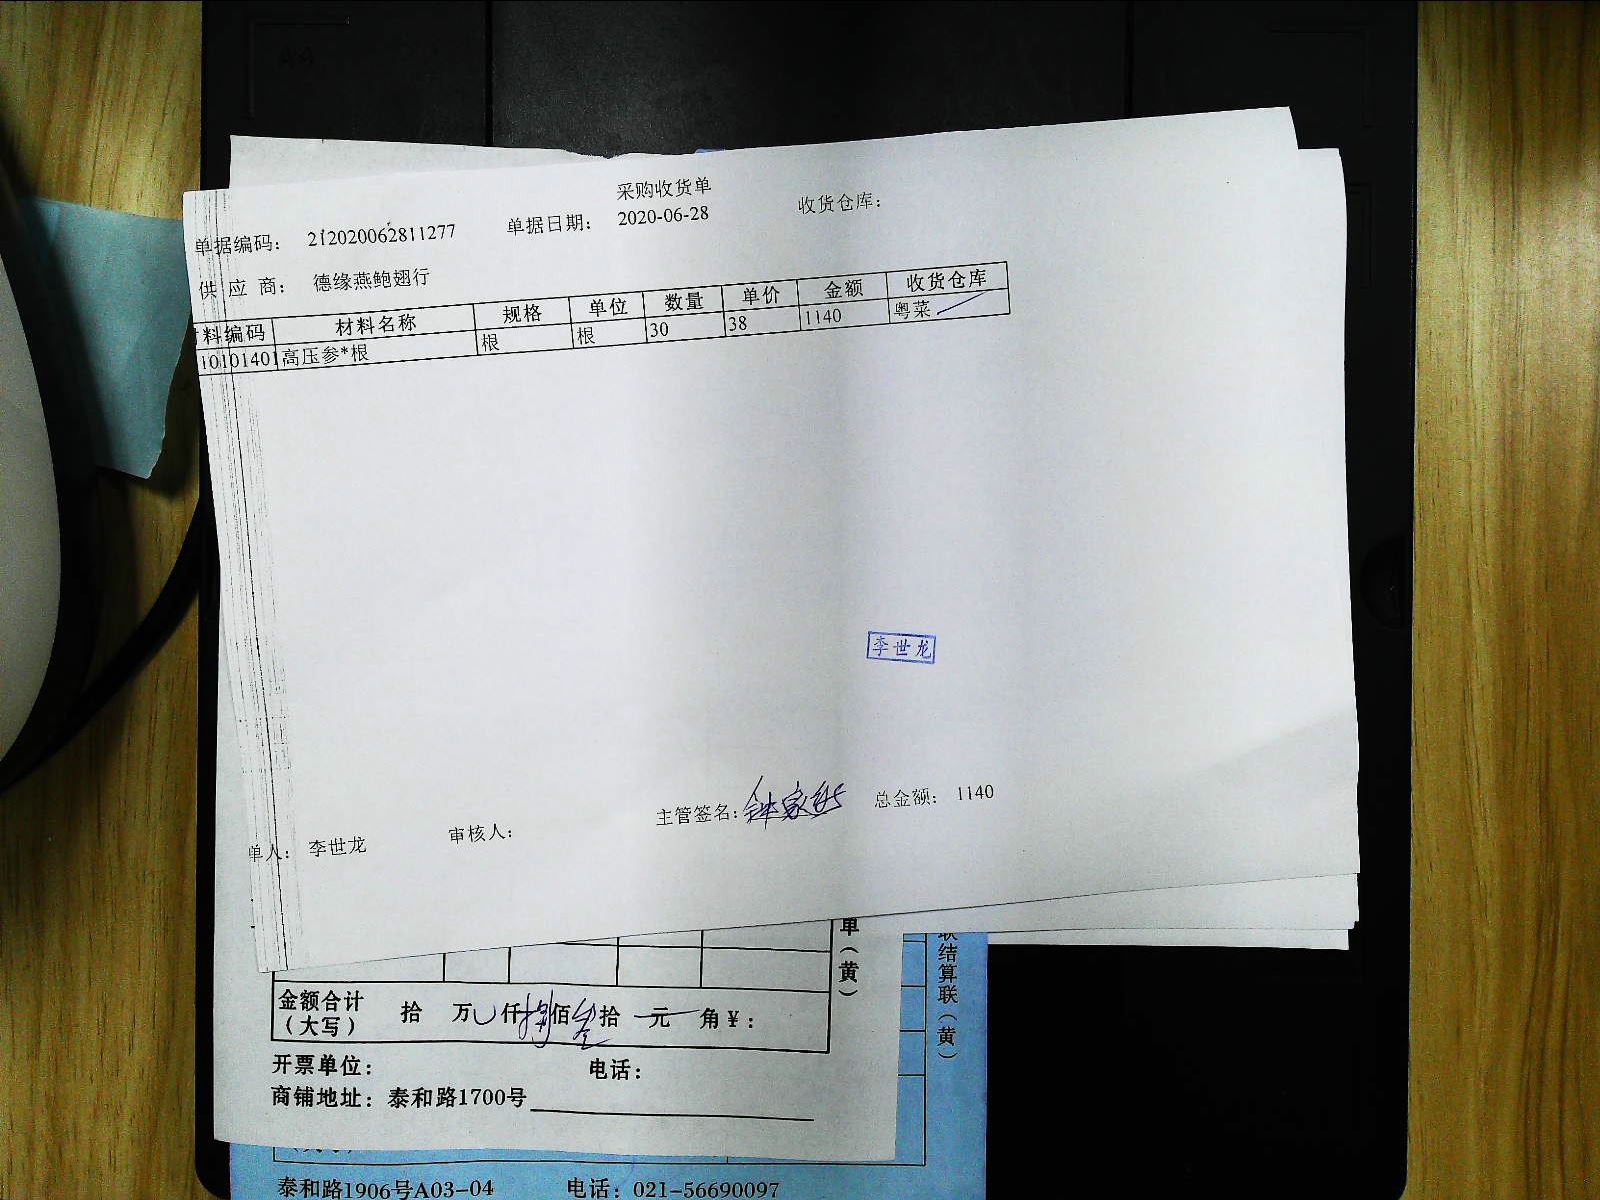 采购收货单
单据编码： 212020062811277 单据日期： 2020-06-28 收货仓库：
供 应 商： 德缘燕鲍翅行
料编码 材料名称 规格 单位 数量 单价 金额 收货仓库
10101401 高压参*根 根 根 30 38 1140 粤菜
李世龙
单人： 李世龙 审核人： 主管签名： 总金额： 1140
单（黄）
联结算联（黄）
金额合计（大写） 拾 万 仟 佰 叁 拾 元 角 ￥：
开票单位： 电话：
商铺地址：泰和路1700号
泰和路1906号A03-04 电话：021-56690097